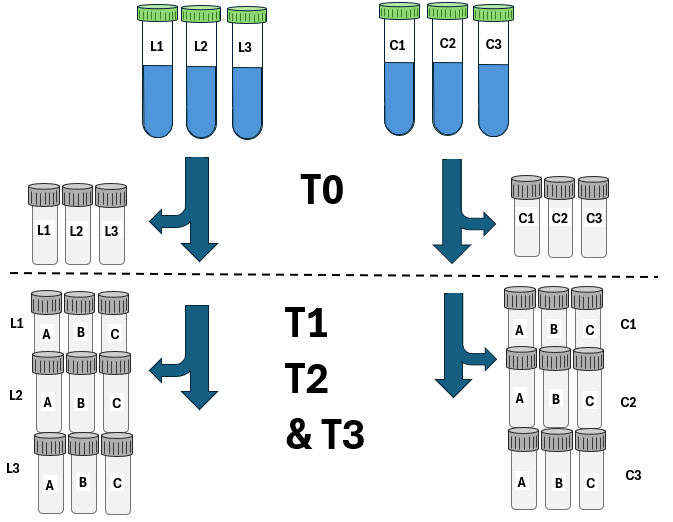 L1 L2 L3
C1 C2 C3
T0
L1 L2 L3
C1 C2 C3
L1
A B C
T1
A B C
C1
L2
A B C
T2
A B C
C2
& T3
L3
A B C
A B C
C3